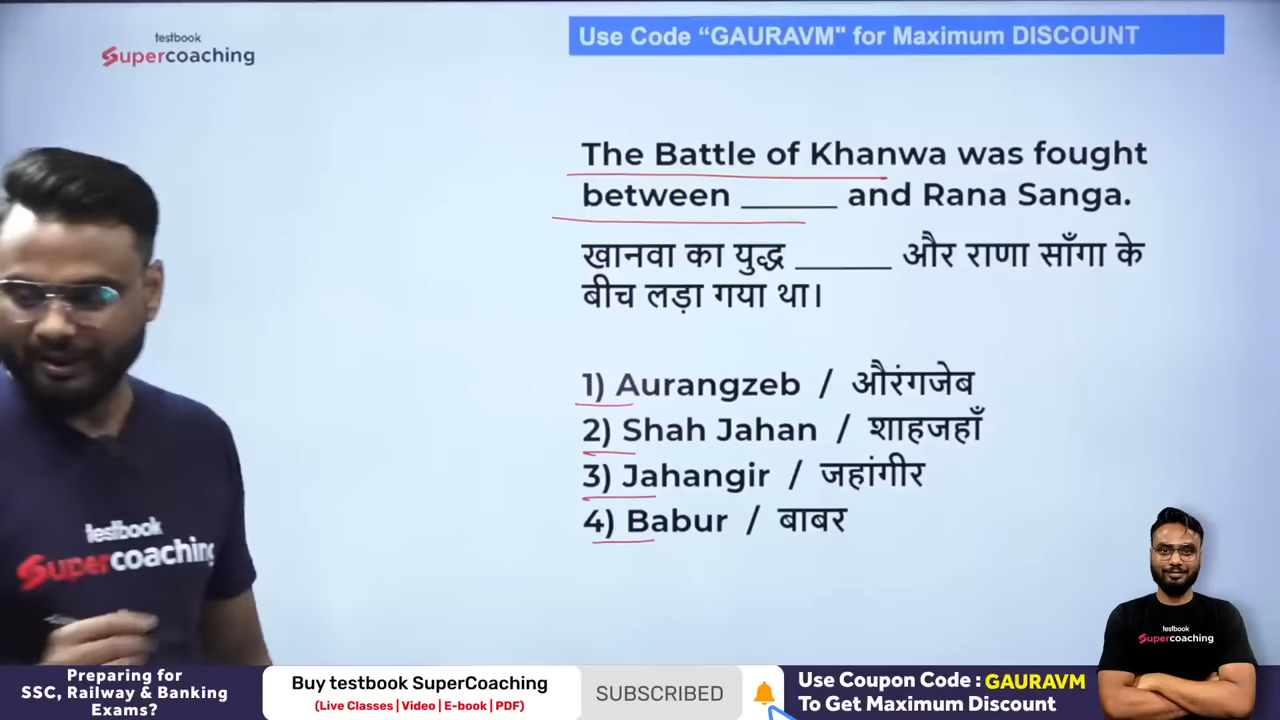 testbook
Supercoaching
Use Code “GAURAVM" for Maximum DISCOUNT
The Battle of Khanwa was fought
between ______ and Rana Sanga.
खानवा का युद्ध ______ और राणा साँगा के
बीच लड़ा गया था।
1) Aurangzeb / औरंगजेब
2) Shah Jahan / शाहजहाँ
3) Jahangir / जहांगीर
4) Babur / बाबर
testbook
Supercoaching
testbook
Supercoaching
Preparing for
SSC, Railway & Banking
Exams?
Buy testbook SuperCoaching
(Live Classes | Video | E-book | PDF)
SUBSCRIBED
Use Coupon Code : GAURAVM
To Get Maximum Discount